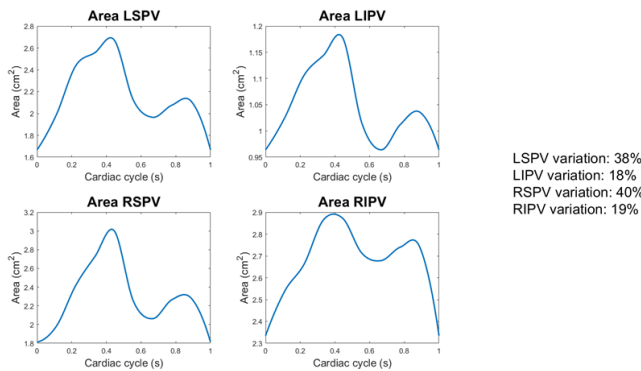 Area LSPV
2.8
2.6
2.4
2.2
2
1.8
1.6
Area (cm²)
0 0.2 0.4 0.6 0.8 1
Cardiac cycle (s)
Area LIPV
1.2
1.15
1.1
1.05
1
0.95
Area (cm²)
0 0.2 0.4 0.6 0.8 1
Cardiac cycle (s)
Area RSPV
3.2
3
2.8
2.6
2.4
2.2
2
1.8
Area (cm²)
0 0.2 0.4 0.6 0.8 1
Cardiac cycle (s)
Area RIPV
2.9
2.8
2.7
2.6
2.5
2.4
2.3
Area (cm²)
0 0.2 0.4 0.6 0.8 1
Cardiac cycle (s)
LSPV variation: 38%
LIPV variation: 18%
RSPV variation: 40%
RIPV variation: 19%